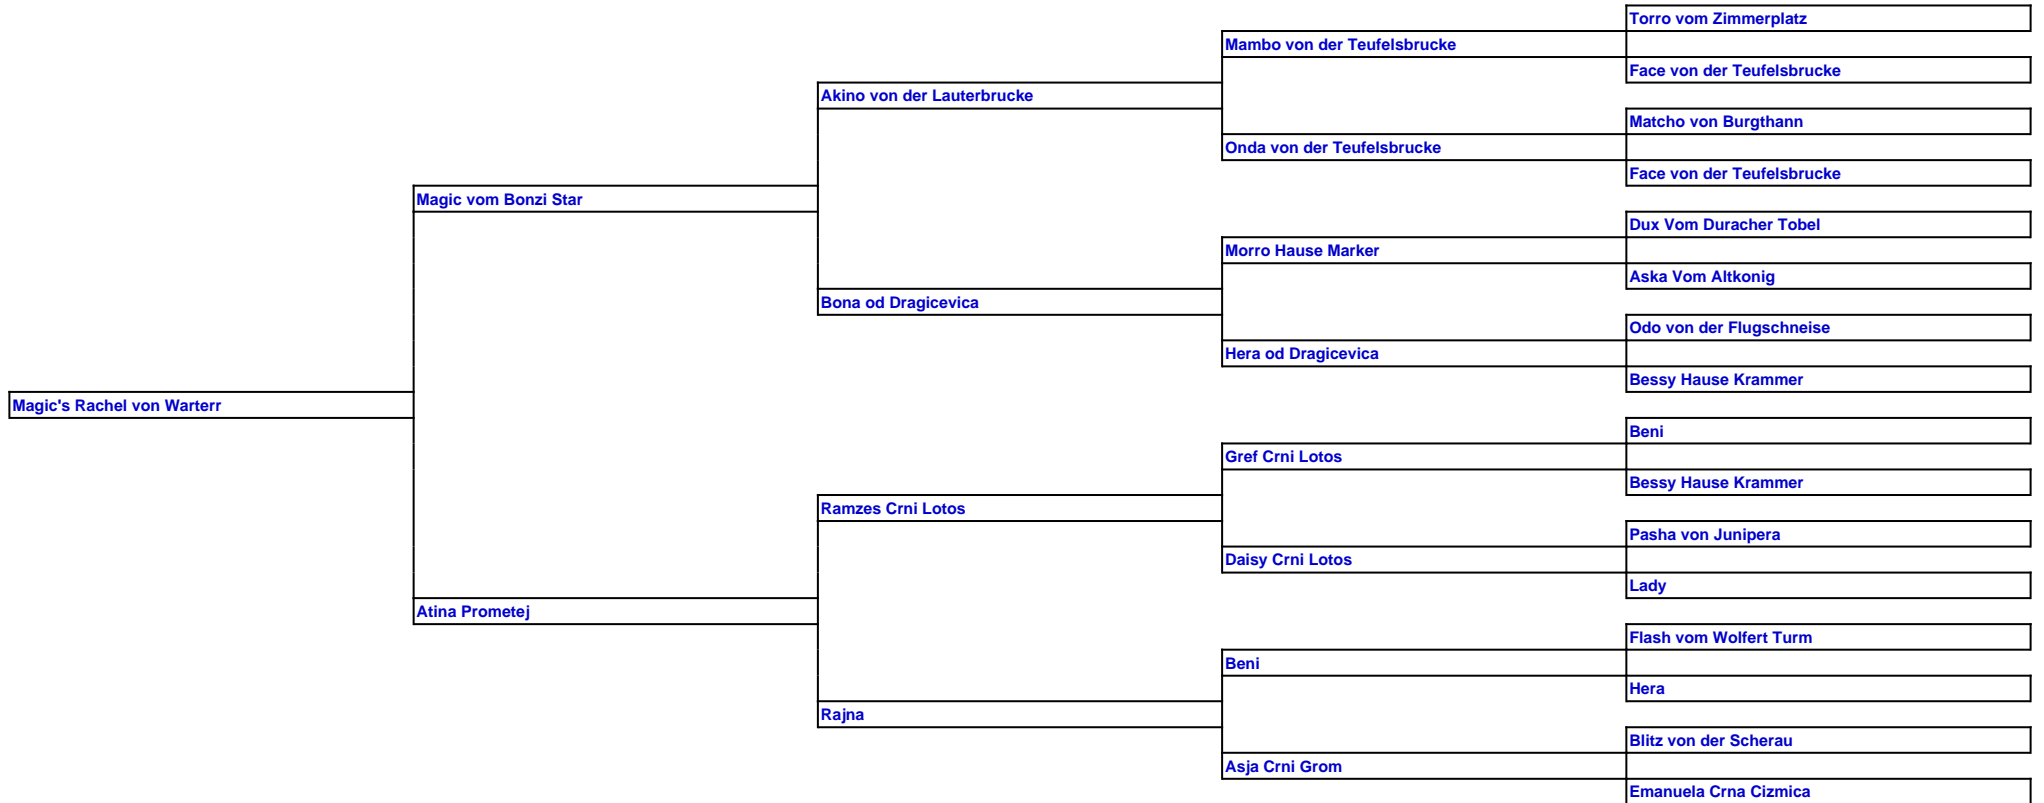 Torro vom Zimmerplatz
Mambo von der Teufelsbrucke
Face von der Teufelsbrucke
Akino von der Lauterbrucke
Matcho von Burgthann
Onda von der Teufelsbrucke
Face von der Teufelsbrucke
Magic vom Bonzi Star
Dux Vom Duracher Tobel
Morro Hause Marker
Aska Vom Altkonig
Bona od Dragicevica
Odo von der Flugschneise
Hera od Dragicevica
Bessy Hause Krammer
Magic's Rachel von Warterr
Beni
Gref Crni Lotos
Bessy Hause Krammer
Ramzes Crni Lotos
Pasha von Junipera
Daisy Crni Lotos
Lady
Atina Prometej
Flash vom Wolfert Turm
Beni
Hera
Rajna
Blitz von der Scherau
Asja Crni Grom
Emanuela Crna Cizmica